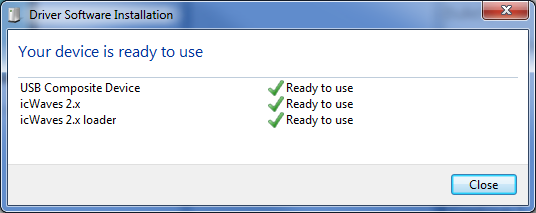 Driver Software Installation
Your device is ready to use
USB Composite Device Ready to use
icWaves 2.x Ready to use
icWaves 2.x loader Ready to use
Close